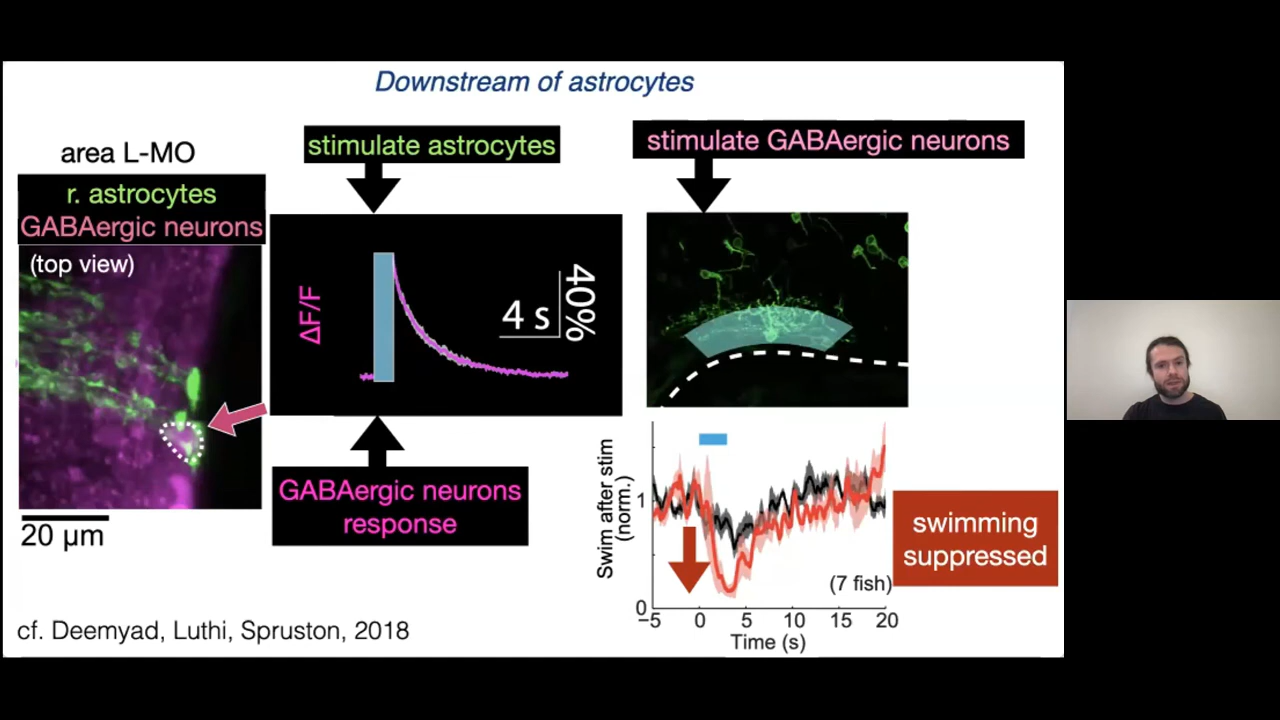 Downstream of astrocytes
area L-MO
r. astrocytes
GABAergic neurons
(top view)
20 μm
stimulate astrocytes
ΔF/F
4 s
40%
GABAergic neurons
response
stimulate GABAergic neurons
Swim after stim
(norm.)
1
0
(7 fish)
−5 0 5 10 15 20
Time (s)
swimming
suppressed
cf. Deemyad, Luthi, Spruston, 2018